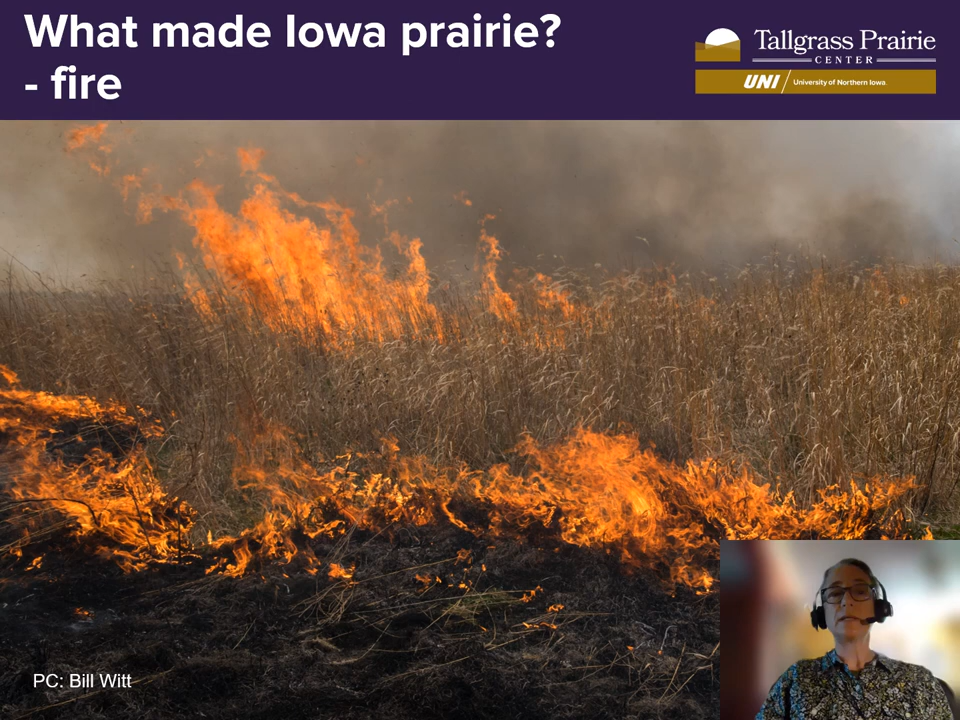 What made Iowa prairie?
- fire
Tallgrass Prairie
CENTER
UNI University of Northern Iowa
PC: Bill Witt